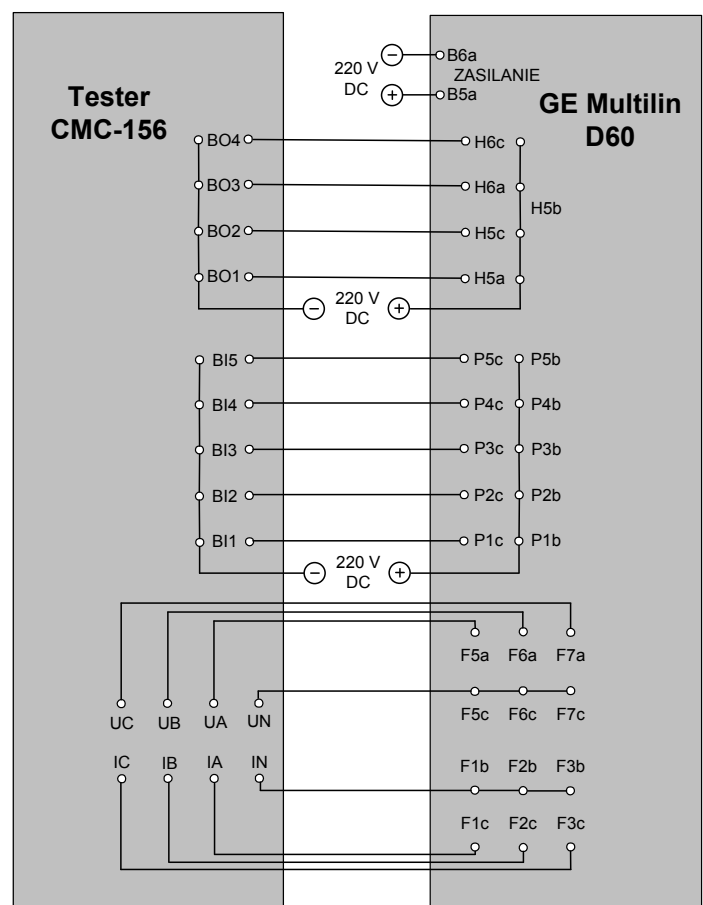 Tester
CMC-156
220 V
DC
−
+
B6a
ZASILANIE
B5a
GE Multilin
D60
BO4
H6c
BO3
H6a
H5b
BO2
H5c
BO1
H5a
−
220 V
DC
+
BI5
P5c P5b
BI4
P4c P4b
BI3
P3c P3b
BI2
P2c P2b
BI1
P1c P1b
−
220 V
DC
+
F5a F6a F7a
UC UB UA UN
F5c F6c F7c
IC IB IA IN
F1b F2b F3b
F1c F2c F3c